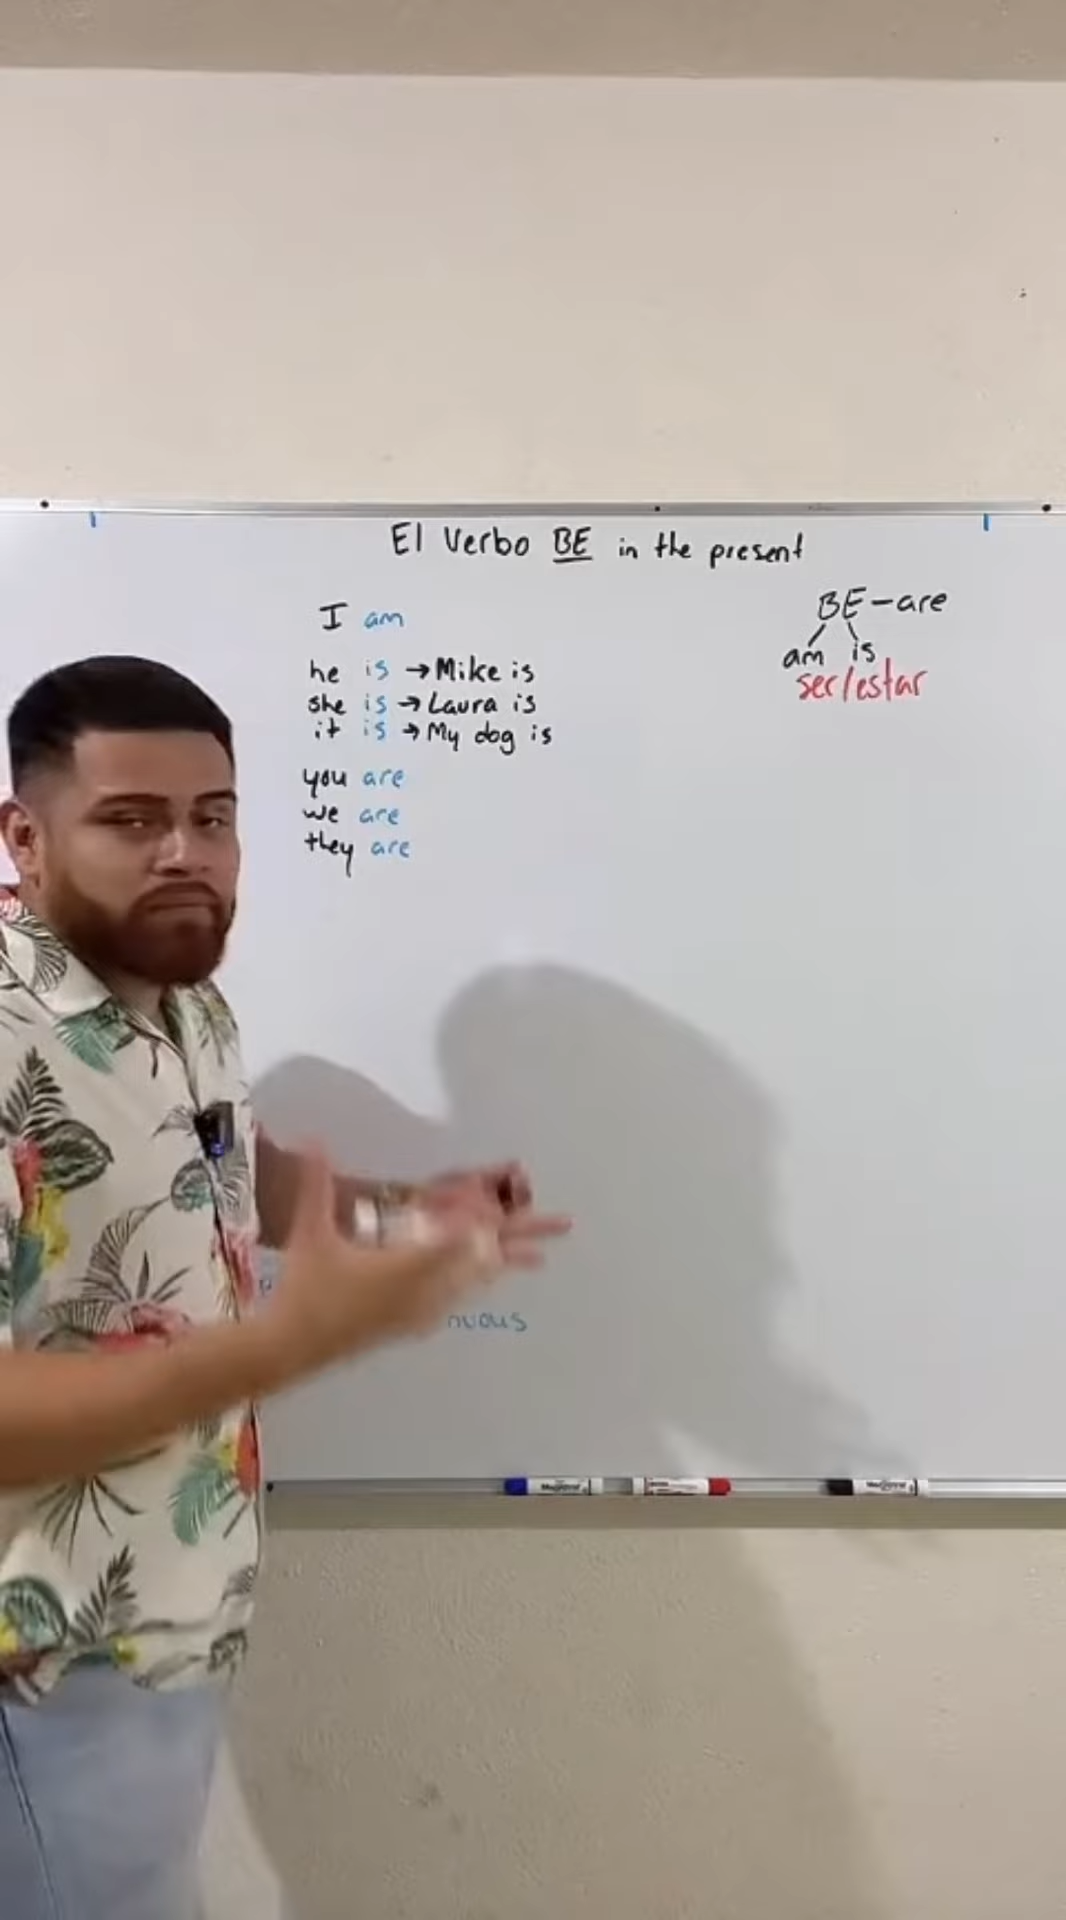 El Verbo BE in the present
I am
he is → Mike is
she is → Laura is
it is → My dog is
you are
we are
they are
BE – are
am is
ser/estar
nuous